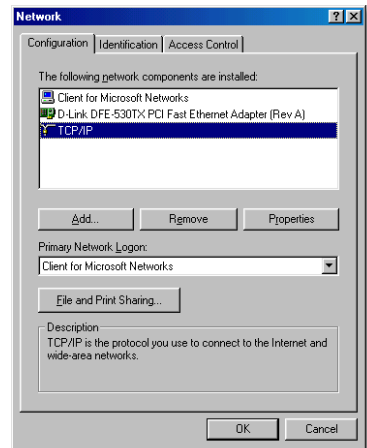 Network
Configuration Identification Access Control
The following network components are installed:
Client for Microsoft Networks
D-Link DFE-530TX PCI Fast Ethernet Adapter (Rev A)
TCP/IP
Add... Remove Properties
Primary Network Logon:
Client for Microsoft Networks
File and Print Sharing...
Description
TCP/IP is the protocol you use to connect to the Internet and
wide-area networks.
OK Cancel